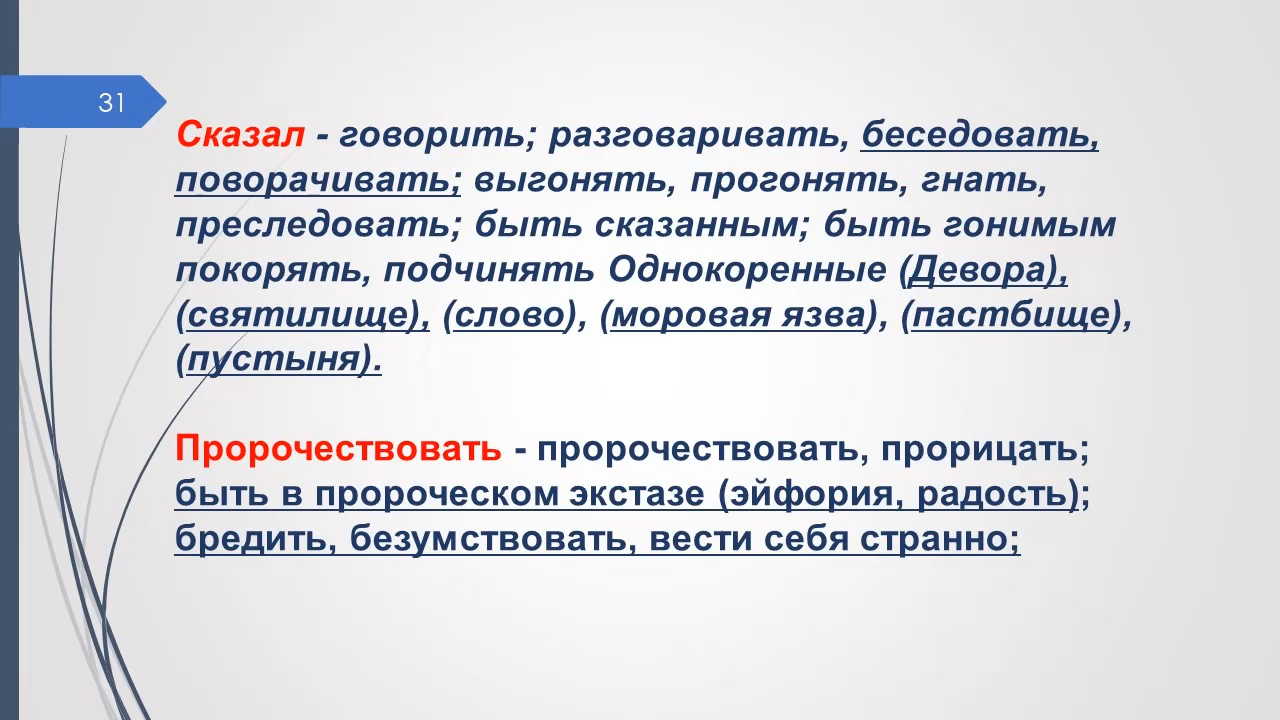 31
Сказал - говорить; разговаривать, беседовать,
поворачивать; выгонять, прогонять, гнать,
преследовать; быть сказанным; быть гонимым
покорять, подчинять Однокоренные (Девора),
(святилище), (слово), (моровая язва), (пастбище),
(пустыня).
Пророчествовать - пророчествовать, прорицать;
быть в пророческом экстазе (эйфория, радость);
бредить, безумствовать, вести себя странно;